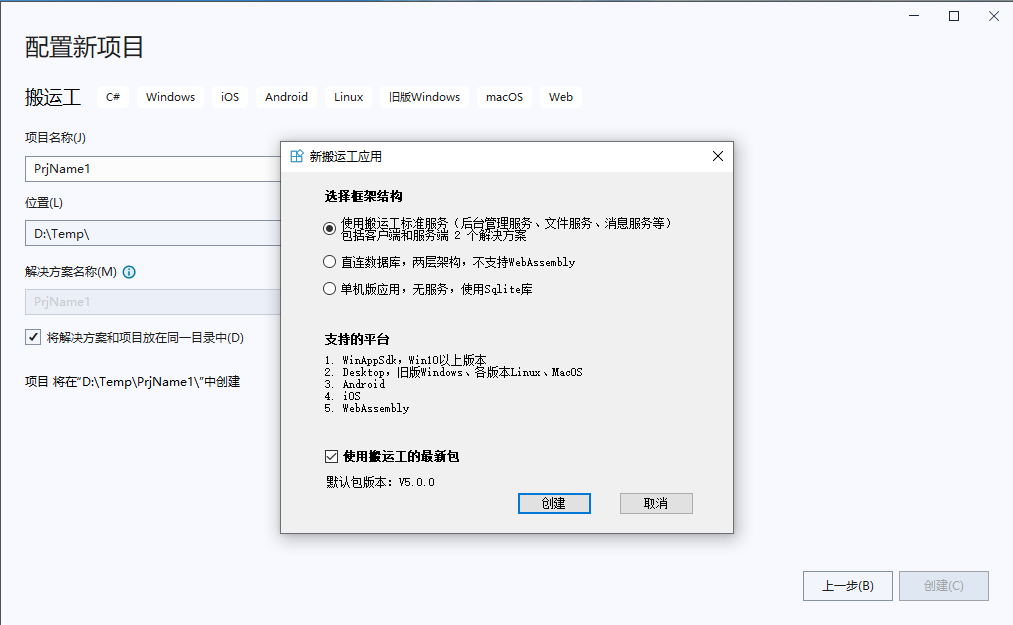 配置新项目
搬运工 C# Windows iOS Android Linux 旧版Windows macOS Web
项目名称(J)
PrjName1
位置(L)
D:\Temp\
解决方案名称(M)
PrjName1
将解决方案和项目放在同一目录中(D)
项目 将在“D:\Temp\PrjName1\”中创建
新搬运工应用
选择框架结构
使用搬运工标准服务（后台管理服务、文件服务、消息服务等）
包括客户端和服务端 2 个解决方案
直连数据库，两层架构，不支持WebAssembly
单机版应用，无服务，使用Sqlite库
支持的平台
1. WinAppSdk，Win10以上版本
2. Desktop，旧版Windows、各版本Linux、MacOS
3. Android
4. iOS
5. WebAssembly
使用搬运工的最新包
默认包版本：V5.0.0
创建 取消
上一步(B) 创建(C)